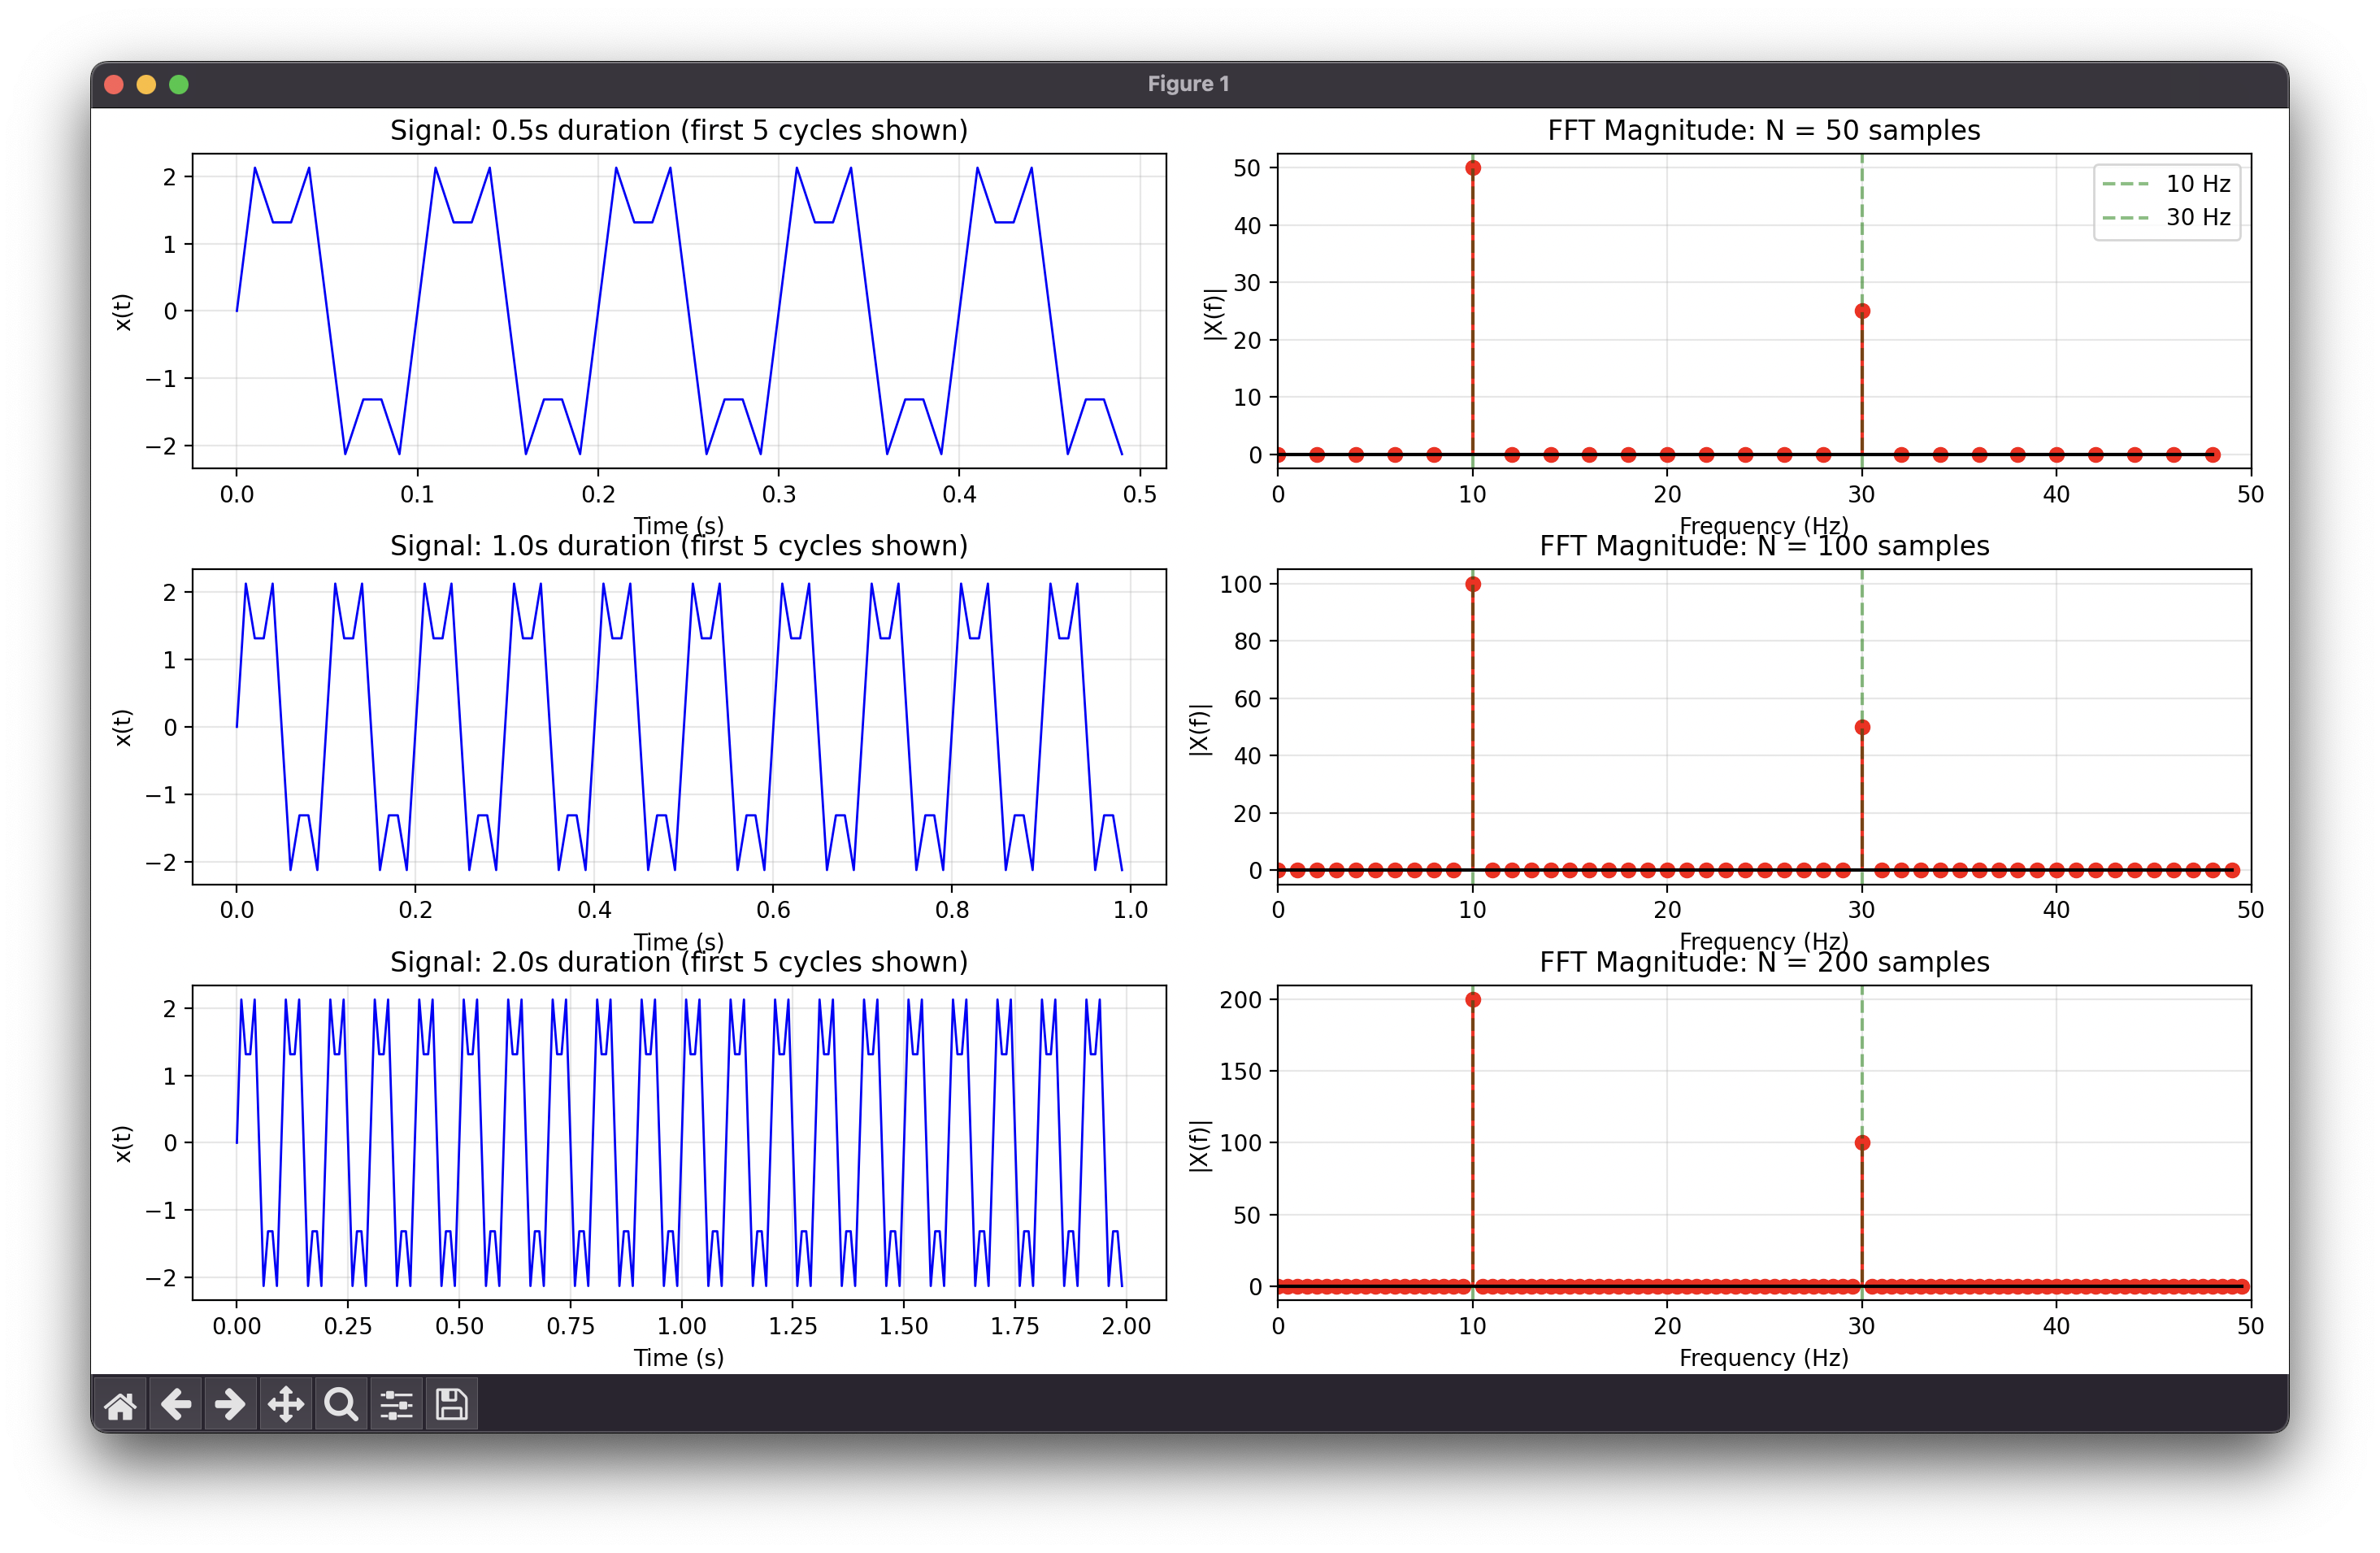 Figure 1
Signal: 0.5s duration (first 5 cycles shown)
x(t)
2
1
0
−1
−2
0.0 0.1 0.2 0.3 0.4 0.5
Time (s)
FFT Magnitude: N = 50 samples
|X(f)|
50
40
30
20
10
0
10 Hz
30 Hz
0 10 20 30 40 50
Frequency (Hz)
Signal: 1.0s duration (first 5 cycles shown)
x(t)
2
1
0
−1
−2
0.0 0.2 0.4 0.6 0.8 1.0
Time (s)
FFT Magnitude: N = 100 samples
|X(f)|
100
80
60
40
20
0
0 10 20 30 40 50
Frequency (Hz)
Signal: 2.0s duration (first 5 cycles shown)
x(t)
2
1
0
−1
−2
0.00 0.25 0.50 0.75 1.00 1.25 1.50 1.75 2.00
Time (s)
FFT Magnitude: N = 200 samples
|X(f)|
200
150
100
50
0
0 10 20 30 40 50
Frequency (Hz)